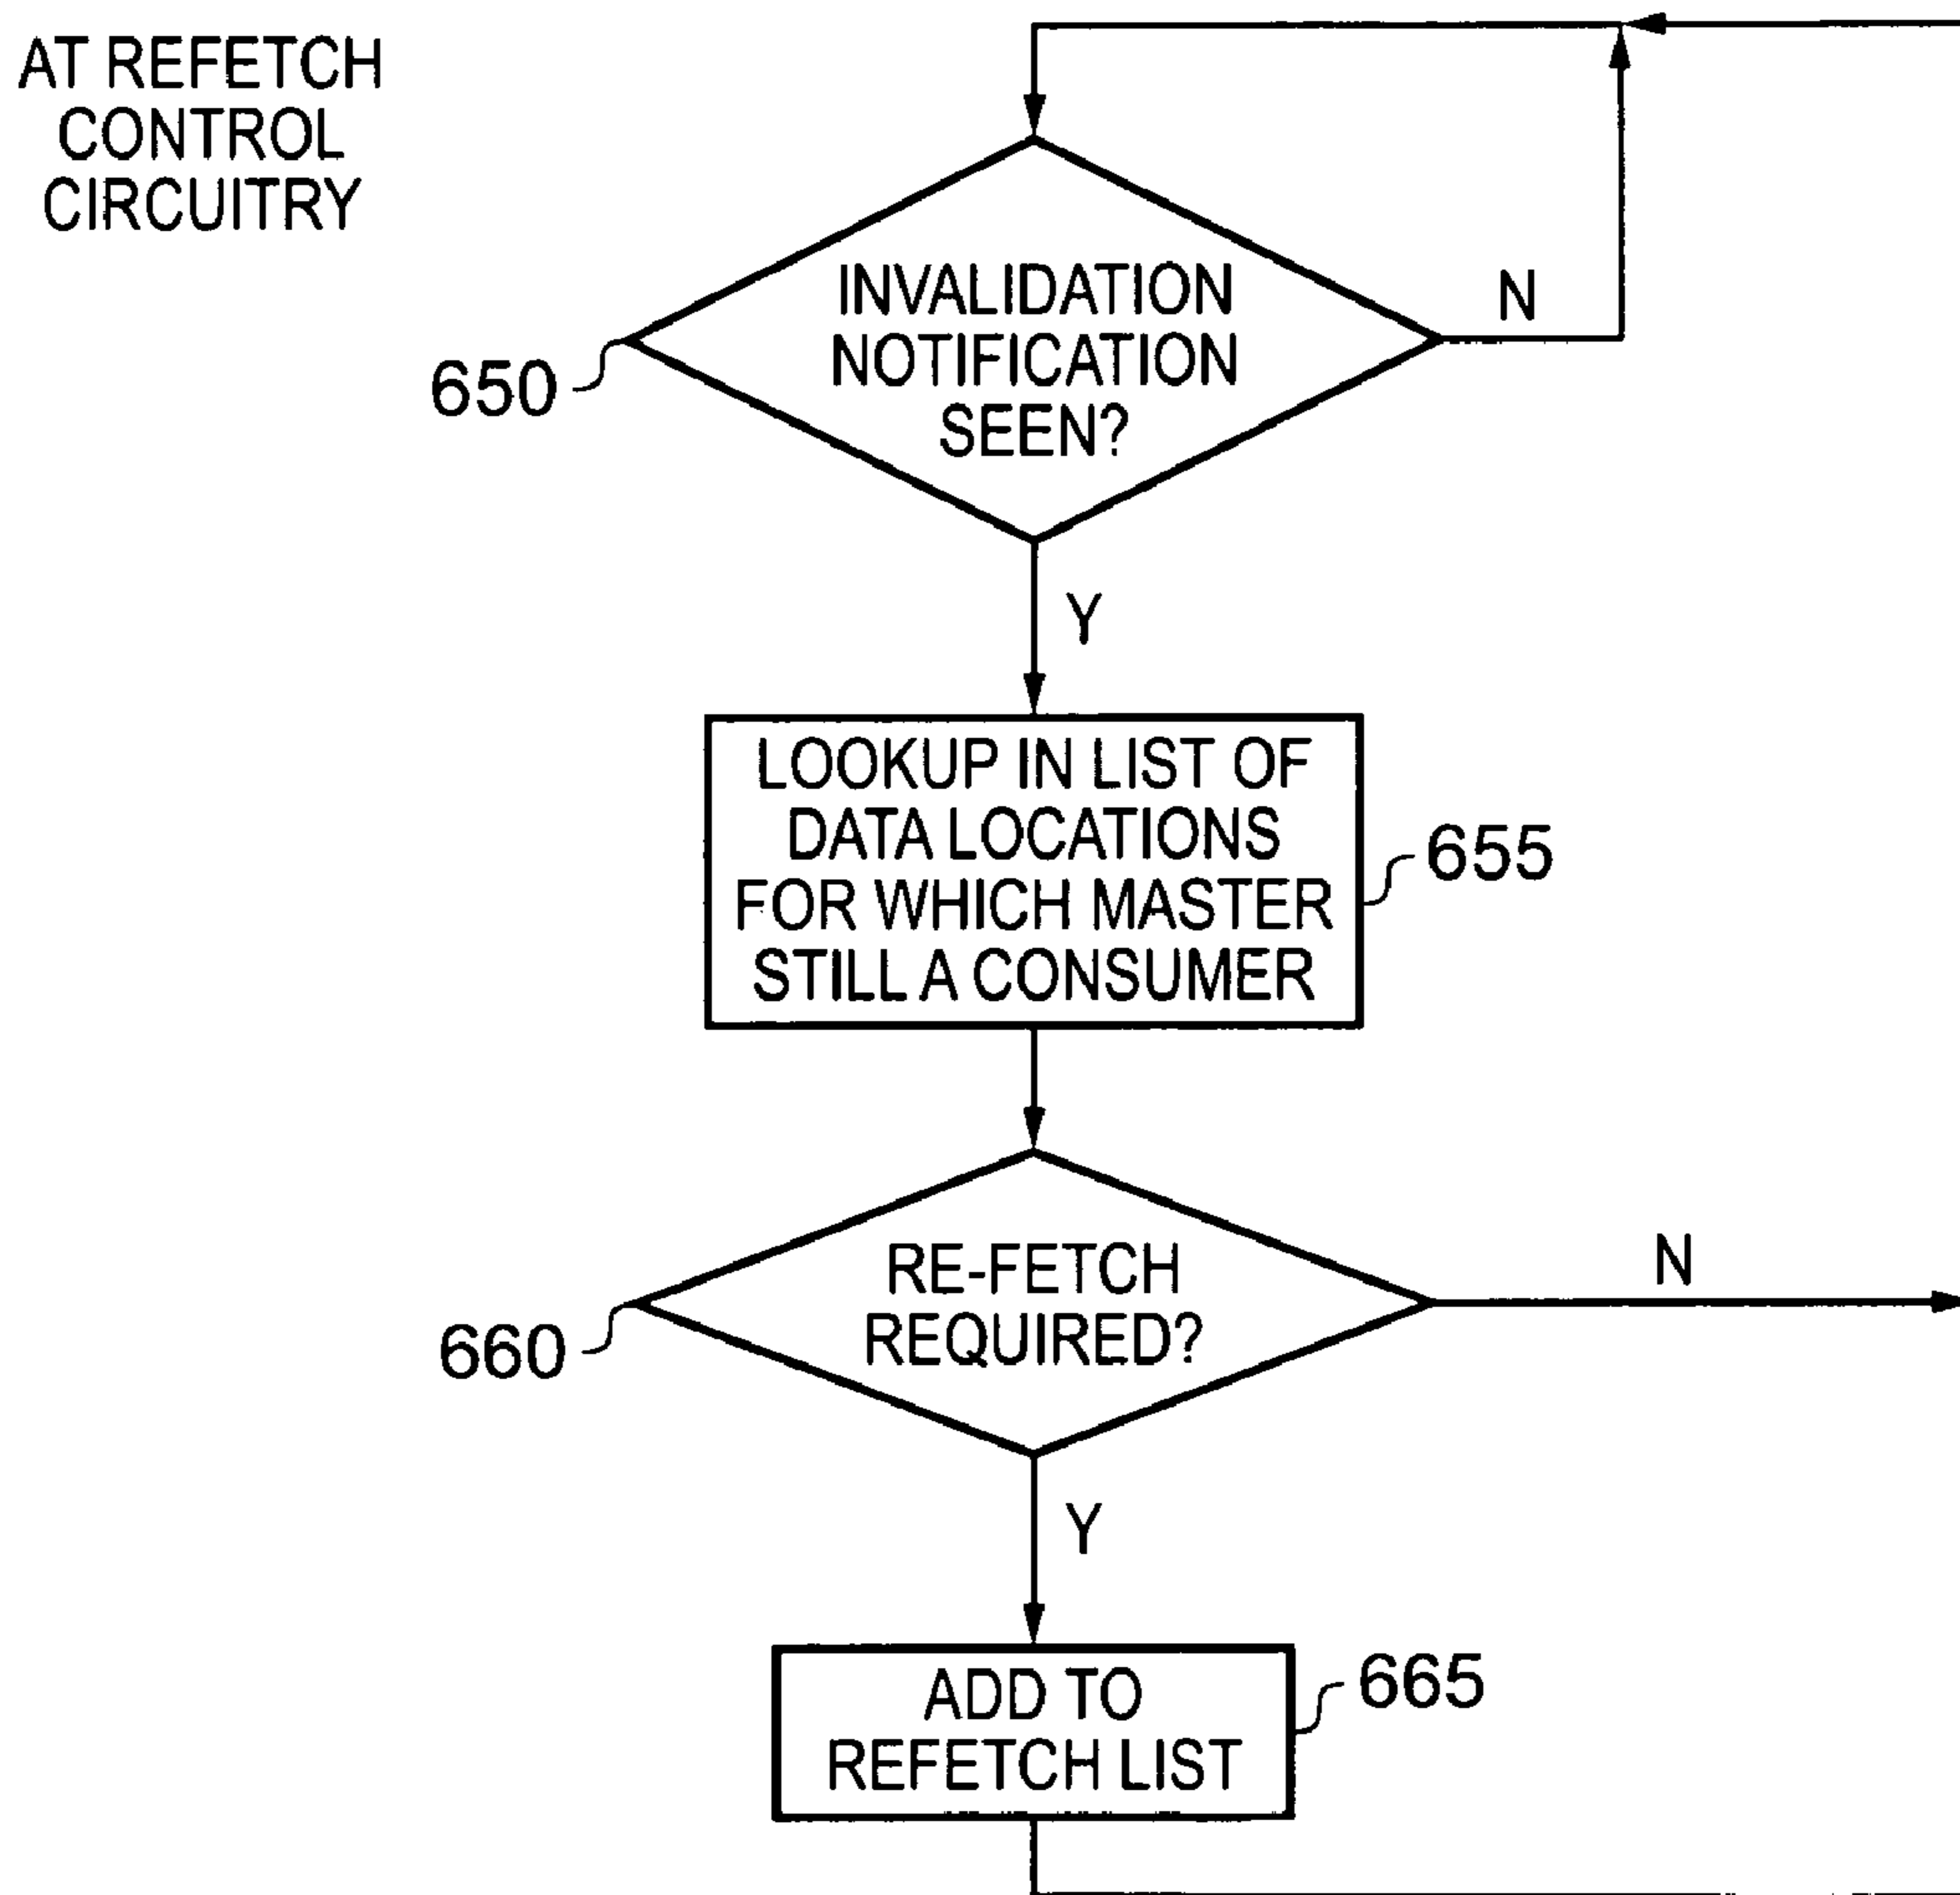 AT REFETCH
CONTROL
CIRCUITRY
INVALIDATION
NOTIFICATION
SEEN?
N
650
Y
LOOKUP IN LIST OF
DATA LOCATIONS
FOR WHICH MASTER
STILL A CONSUMER
655
RE-FETCH
REQUIRED?
N
660
Y
ADD TO
REFETCH LIST
665